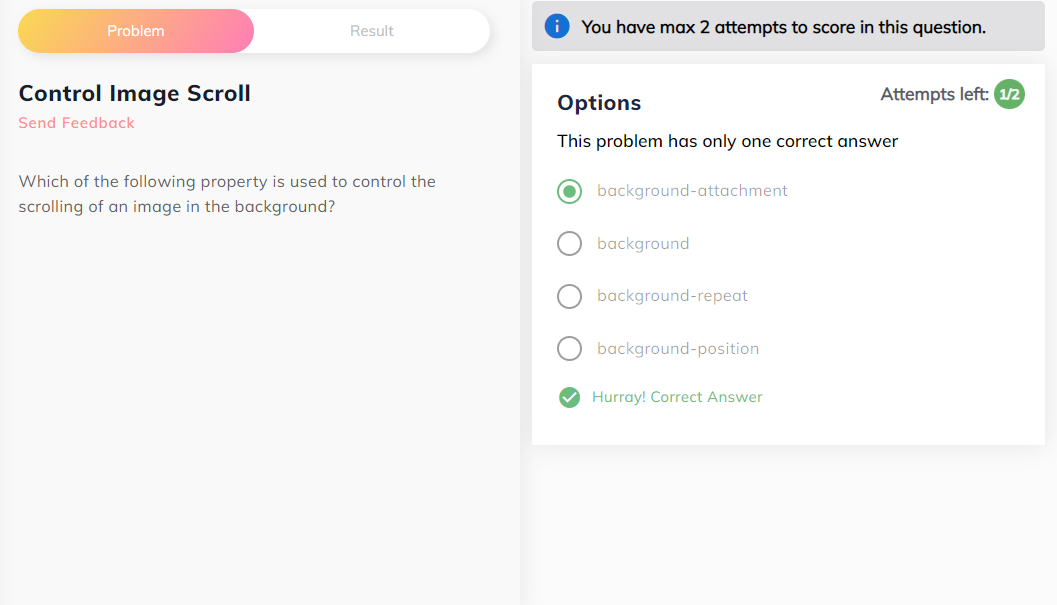 Problem
Result
Control Image Scroll
Send Feedback
Which of the following property is used to control the
scrolling of an image in the background?
i You have max 2 attempts to score in this question.
Options
Attempts left: 1/2
This problem has only one correct answer
background-attachment
background
background-repeat
background-position
Hurray! Correct Answer